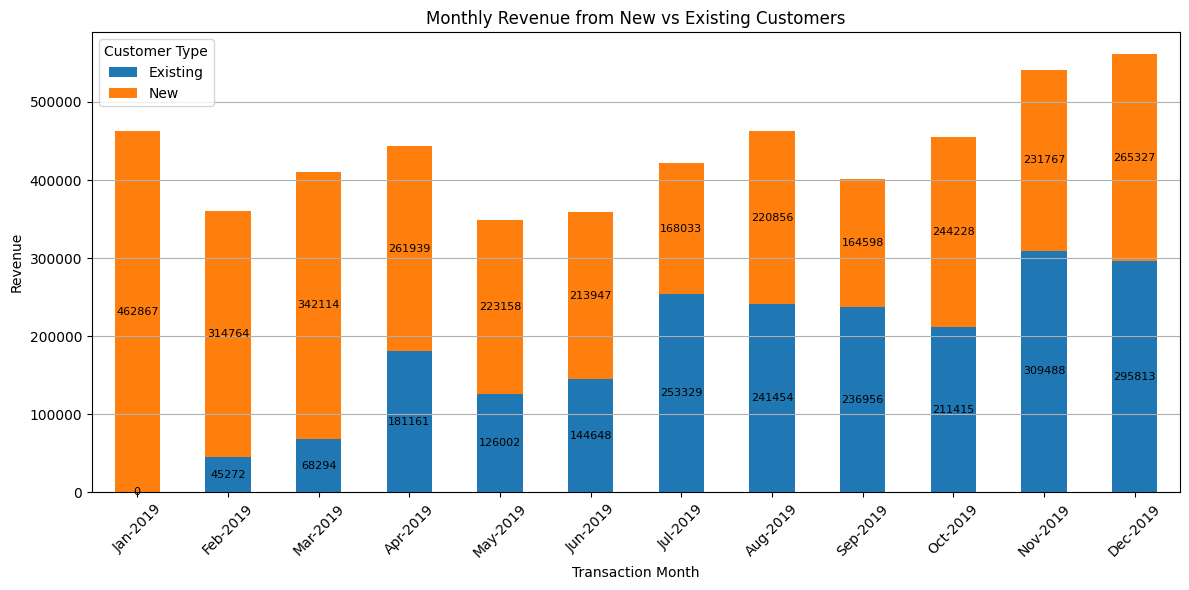 Monthly Revenue from New vs Existing Customers
Customer Type
Existing
New
Revenue
500000
400000
300000
200000
100000
0
462867
0
314764
45272
342114
68294
261939
181161
223158
126002
213947
144648
168033
253329
220856
241454
164598
236956
244228
211415
231767
309488
265327
295813
Jan-2019
Feb-2019
Mar-2019
Apr-2019
May-2019
Jun-2019
Jul-2019
Aug-2019
Sep-2019
Oct-2019
Nov-2019
Dec-2019
Transaction Month